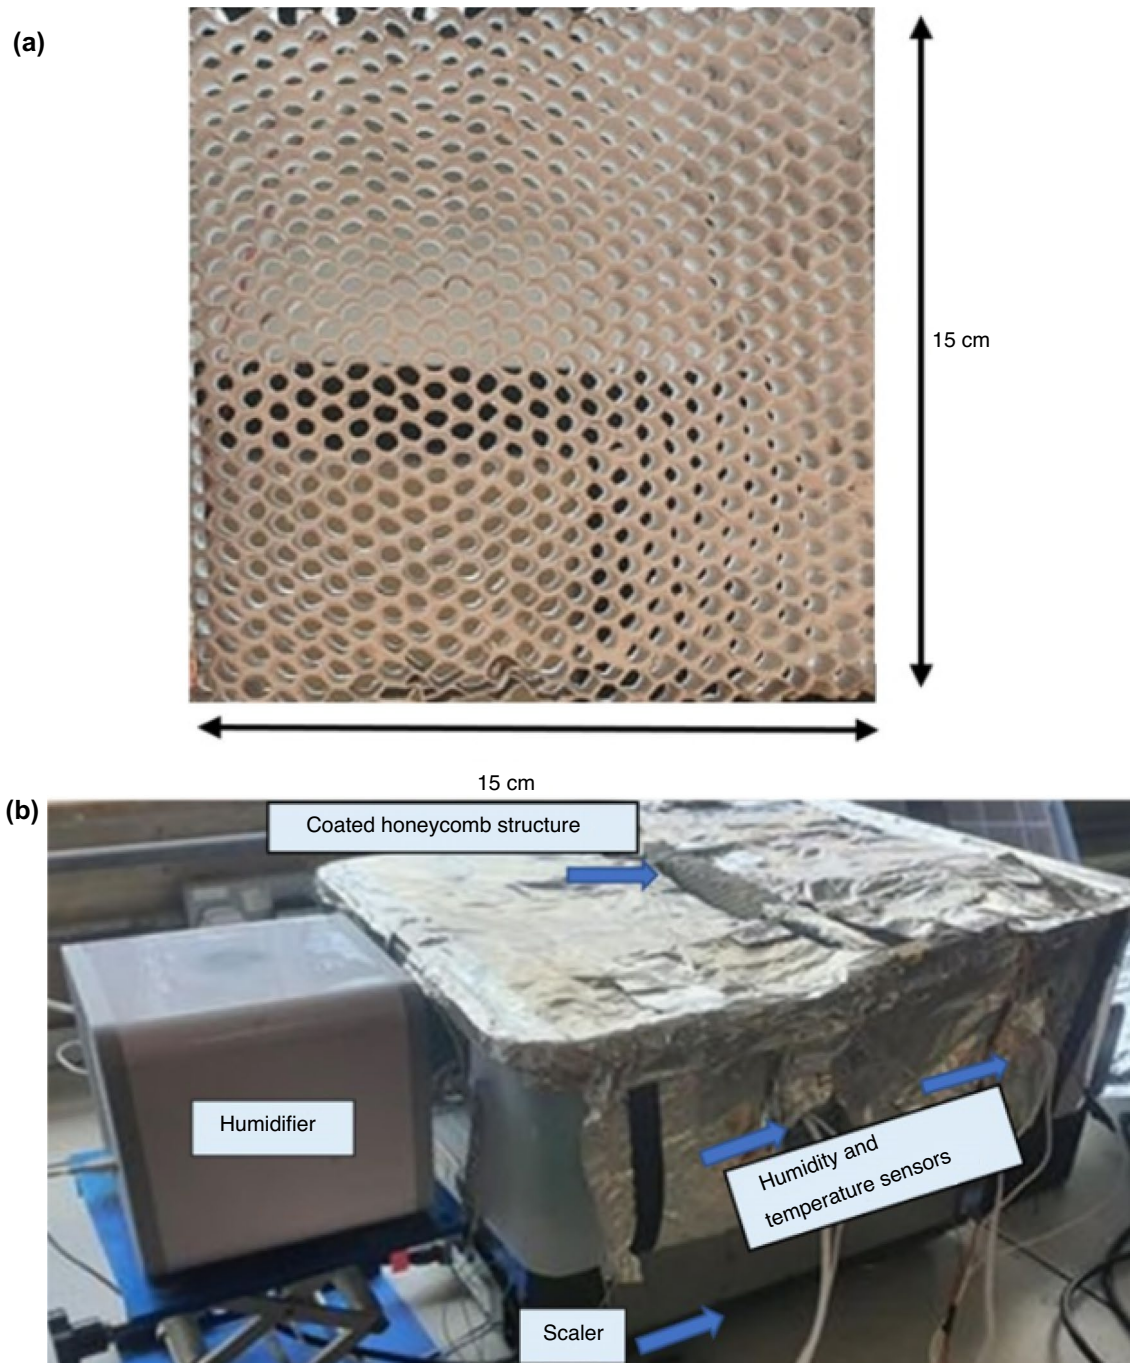 (a)
15 cm
15 cm
(b)
Coated honeycomb structure
Humidifier
Humidity and
temperature sensors
Scaler